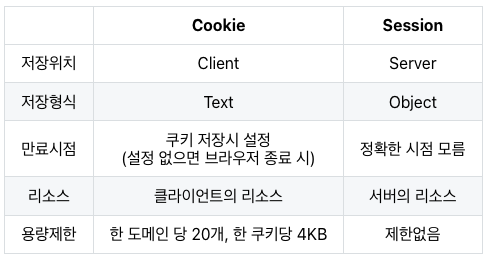 Cookie Session
저장위치 Client Server
저장형식 Text Object
만료시점 쿠키 저장시 설정 (설정 없으면 브라우저 종료 시) 정확한 시점 모름
리소스 클라이언트의 리소스 서버의 리소스
용량제한 한 도메인 당 20개, 한 쿠키당 4KB 제한없음